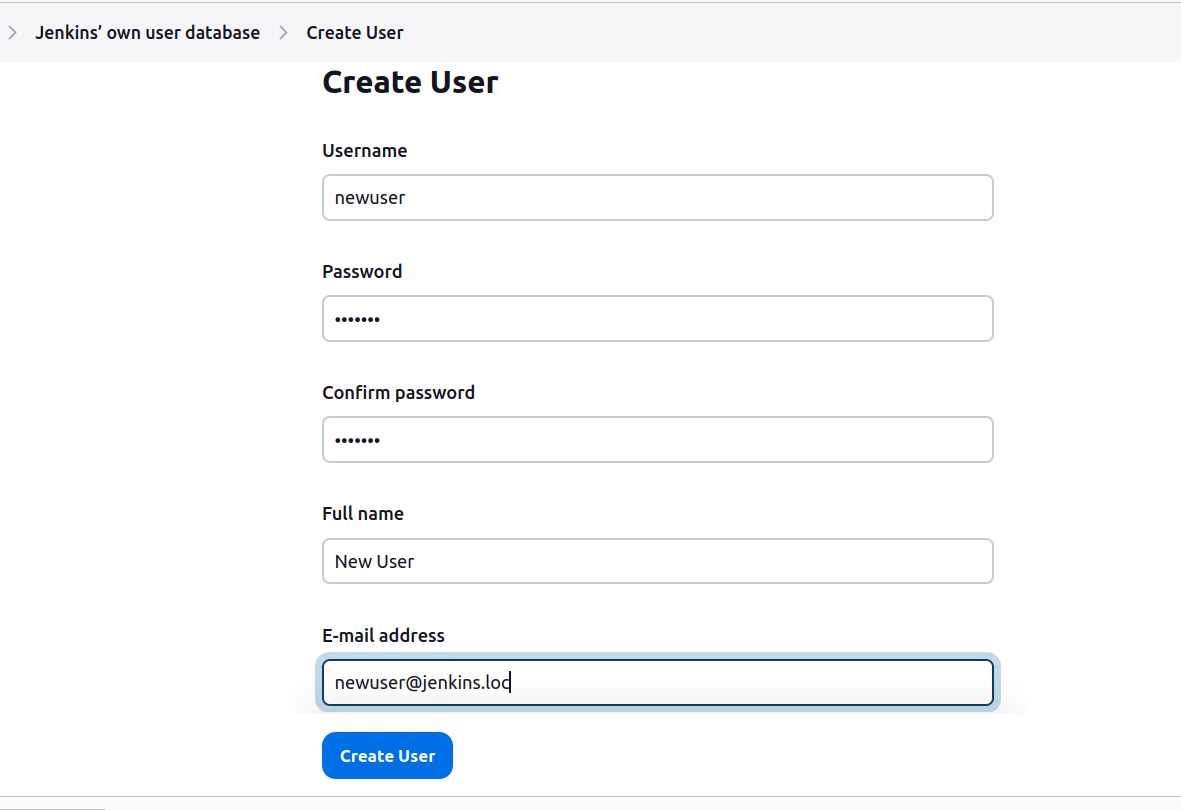 Jenkins’ own user database > Create User
Create User
Username
newuser
Password
•••••••
Confirm password
•••••••
Full name
New User
E-mail address
newuser@jenkins.loc
Create User